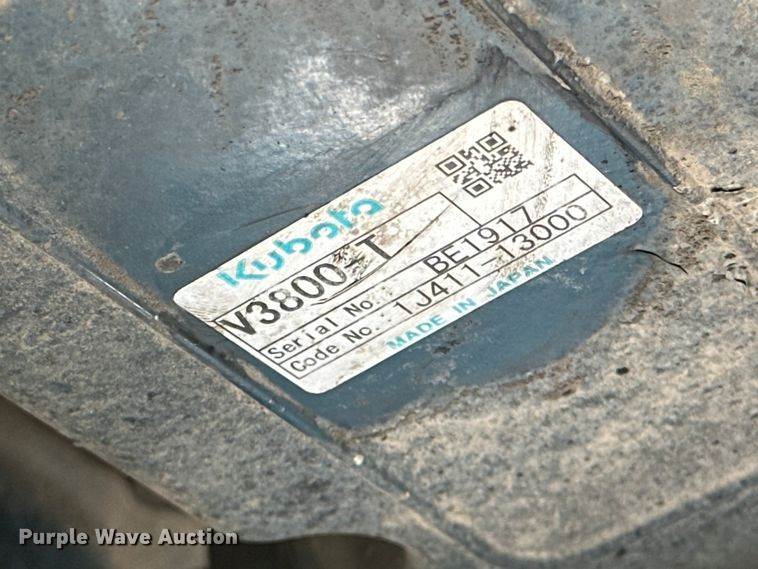 Kubota
V3800-T
Serial No. BE1917
Code No. 1J411-13000
MADE IN JAPAN
Purple Wave Auction®